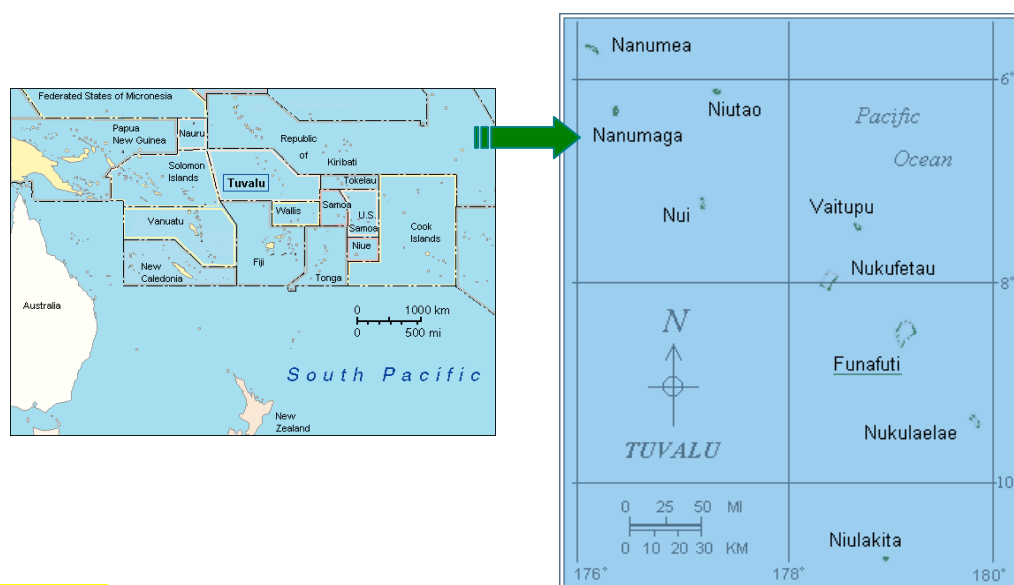 Federated States of Micronesia
Papua
New Guinea
Nauru
Republic
of
Kiribati
Solomon
Islands
Tuvalu
Tokelau
Samoa
Wallis
U.S.
Samoa
Vanuatu
Cook
Islands
Niue
Fiji
New
Caledonia
Tonga
Australia
0 1000 km
0 500 mi
South Pacific
New
Zealand
Nanumea
6°
Niutao
Nanumaga
Pacific
Ocean
Nui
Vaitupu
Nukufetau
8°
N
Funafuti
Nukulaelae
TUVALU
10
0 25 50 MI
0 10 20 30 KM
Niulakita
176° 178° 180°